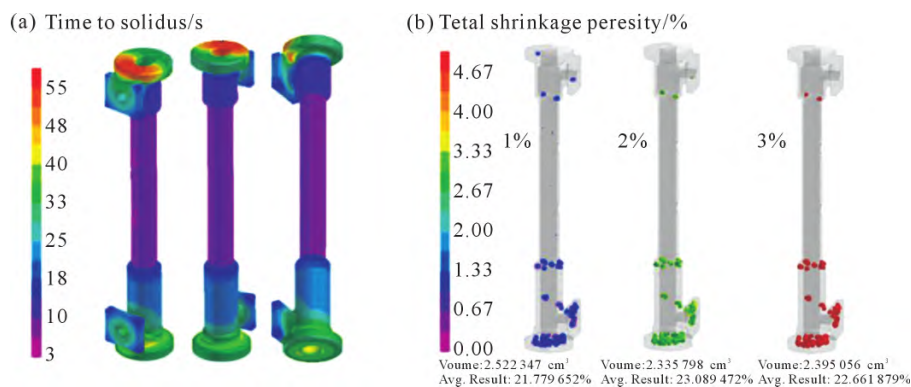 (a) Time to solidus/s
55
48
40
33
25
18
10
3
(b) Tetal shrinkage peresity/%
4.67
4.00
3.33
2.67
2.00
1.33
0.67
0.00
1%
2%
3%
Voume:2.522 347 cm³
Avg. Result: 21.779 652%
Voume:2.335 798 cm³
Avg. Result: 23.089 472%
Voume:2.395 056 cm³
Avg. Result: 22.661 879%